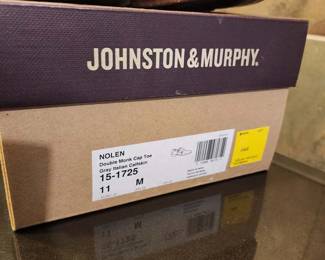 JOHNSTON & MURPHY.
NOLEN
Double Monk Cap Toe
Gray Italian Calfskin
15-1725
11 M